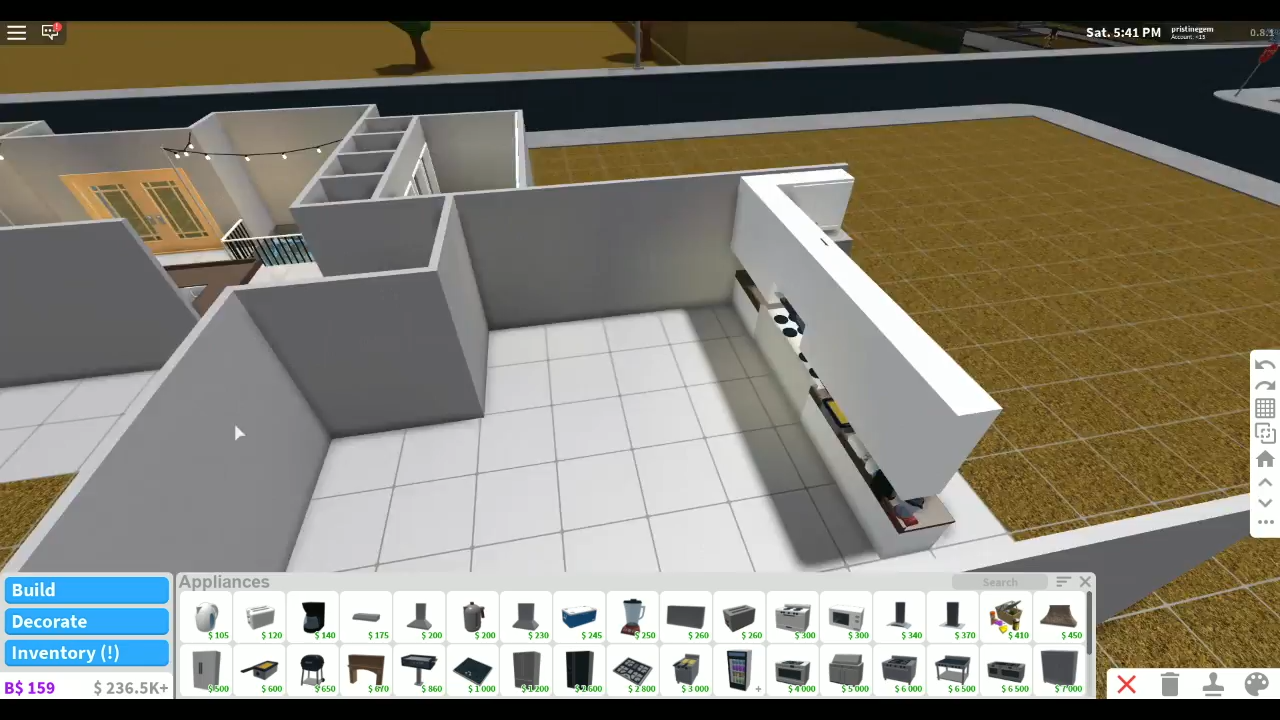 Sat. 5:41 PM
pristinegem
Account: <13
0.8.1
Appliances
Search
Build
Decorate
Inventory (!)
B$ 159
$ 236.5K+
$ 105
$ 120
$ 140
$ 175
$ 200
$ 200
$ 230
$ 245
$ 250
$ 260
$ 260
$ 300
$ 300
$ 340
$ 370
$ 410
$ 450
$ 500
$ 600
$ 650
$ 670
$ 860
$ 1 000
$ 1 200
$ 2 800
$ 3 000
+
$ 4 000
$ 5 000
$ 6 000
$ 6 500
$ 6 500
$ 7 000